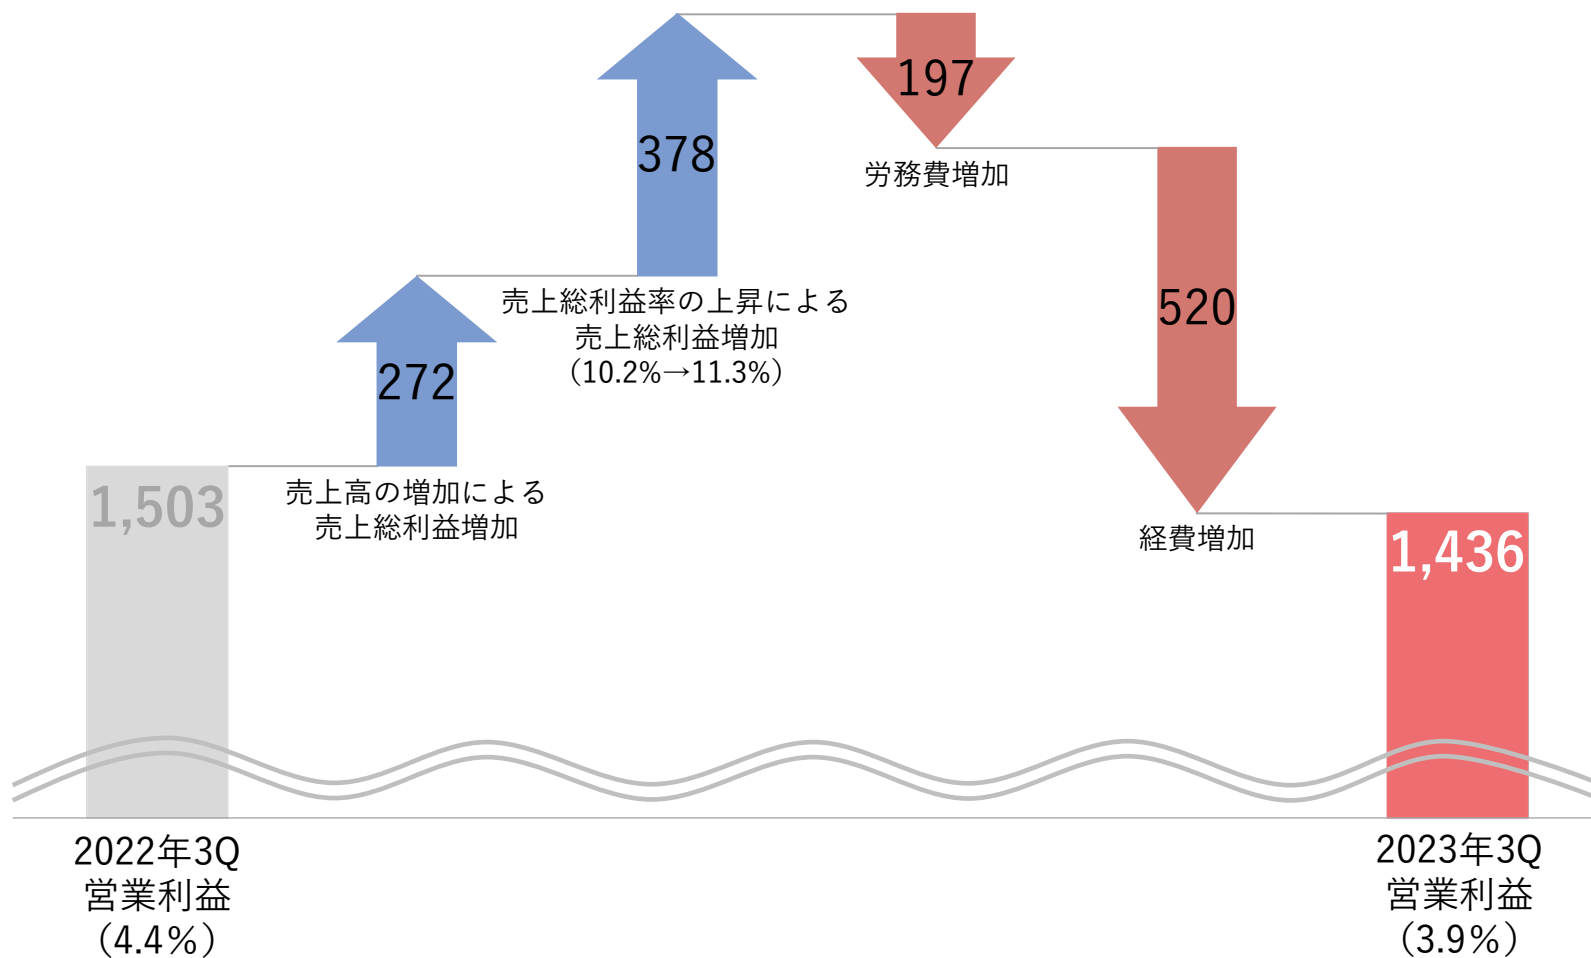 197
378
労務費増加
売上総利益率の上昇による
売上総利益増加
（10.2%→11.3%）
520
272
1,503
売上高の増加による
売上総利益増加
経費増加
1,436
2022年3Q
営業利益
（4.4％）
2023年3Q
営業利益
（3.9％）